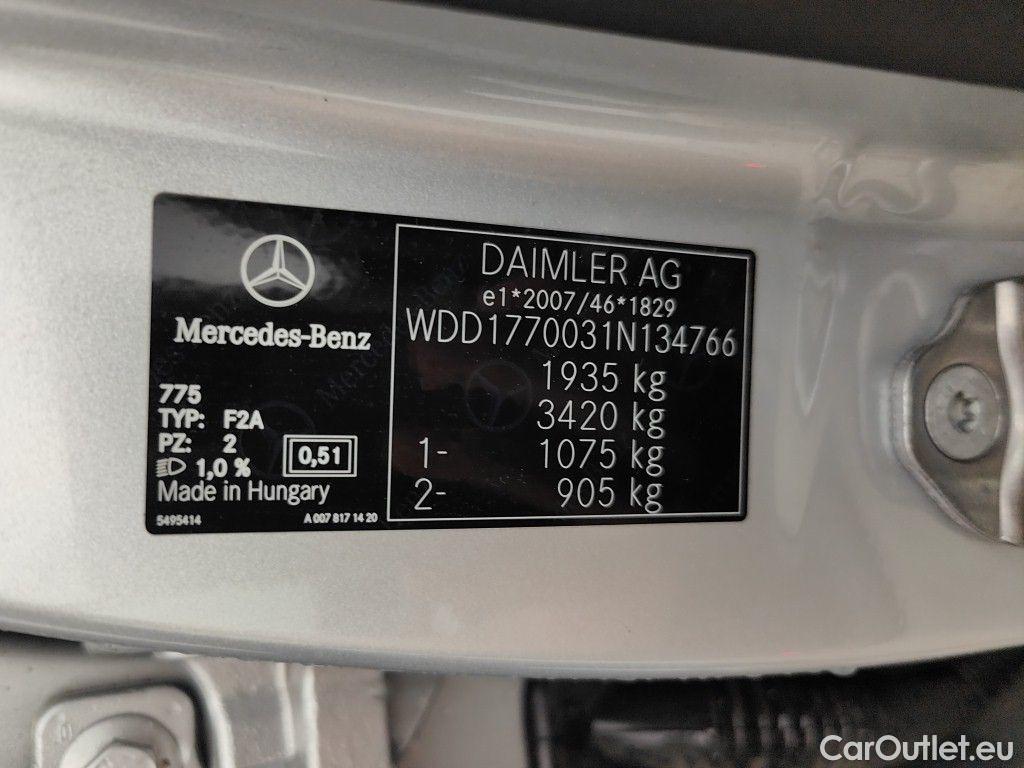 Mercedes-Benz
775
TYP: F2A
PZ: 2
1,0 %
0,51
Made in Hungary
5495414
A 007 817 14 20
DAIMLER AG
e1*2007/46*1829
WDD1770031N134766
1935 kg
3420 kg
1- 1075 kg
2- 905 kg
CarOutlet.eu